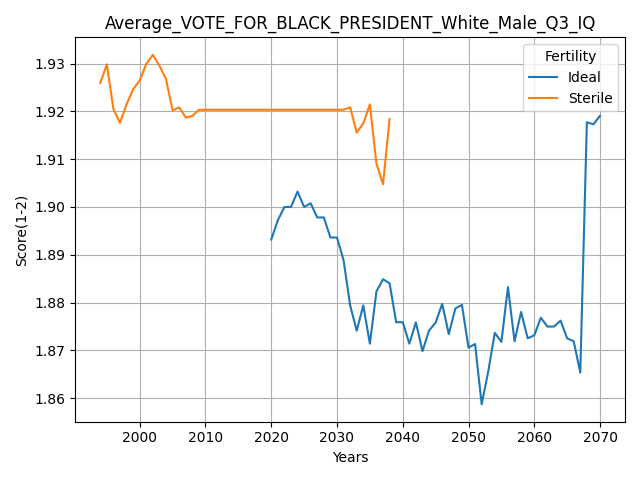 Average_VOTE_FOR_BLACK_PRESIDENT_White_Male_Q3_IQ
Fertility
Ideal
Sterile
Score(1-2)
1.93
1.92
1.91
1.90
1.89
1.88
1.87
1.86
2000 2010 2020 2030 2040 2050 2060 2070
Years